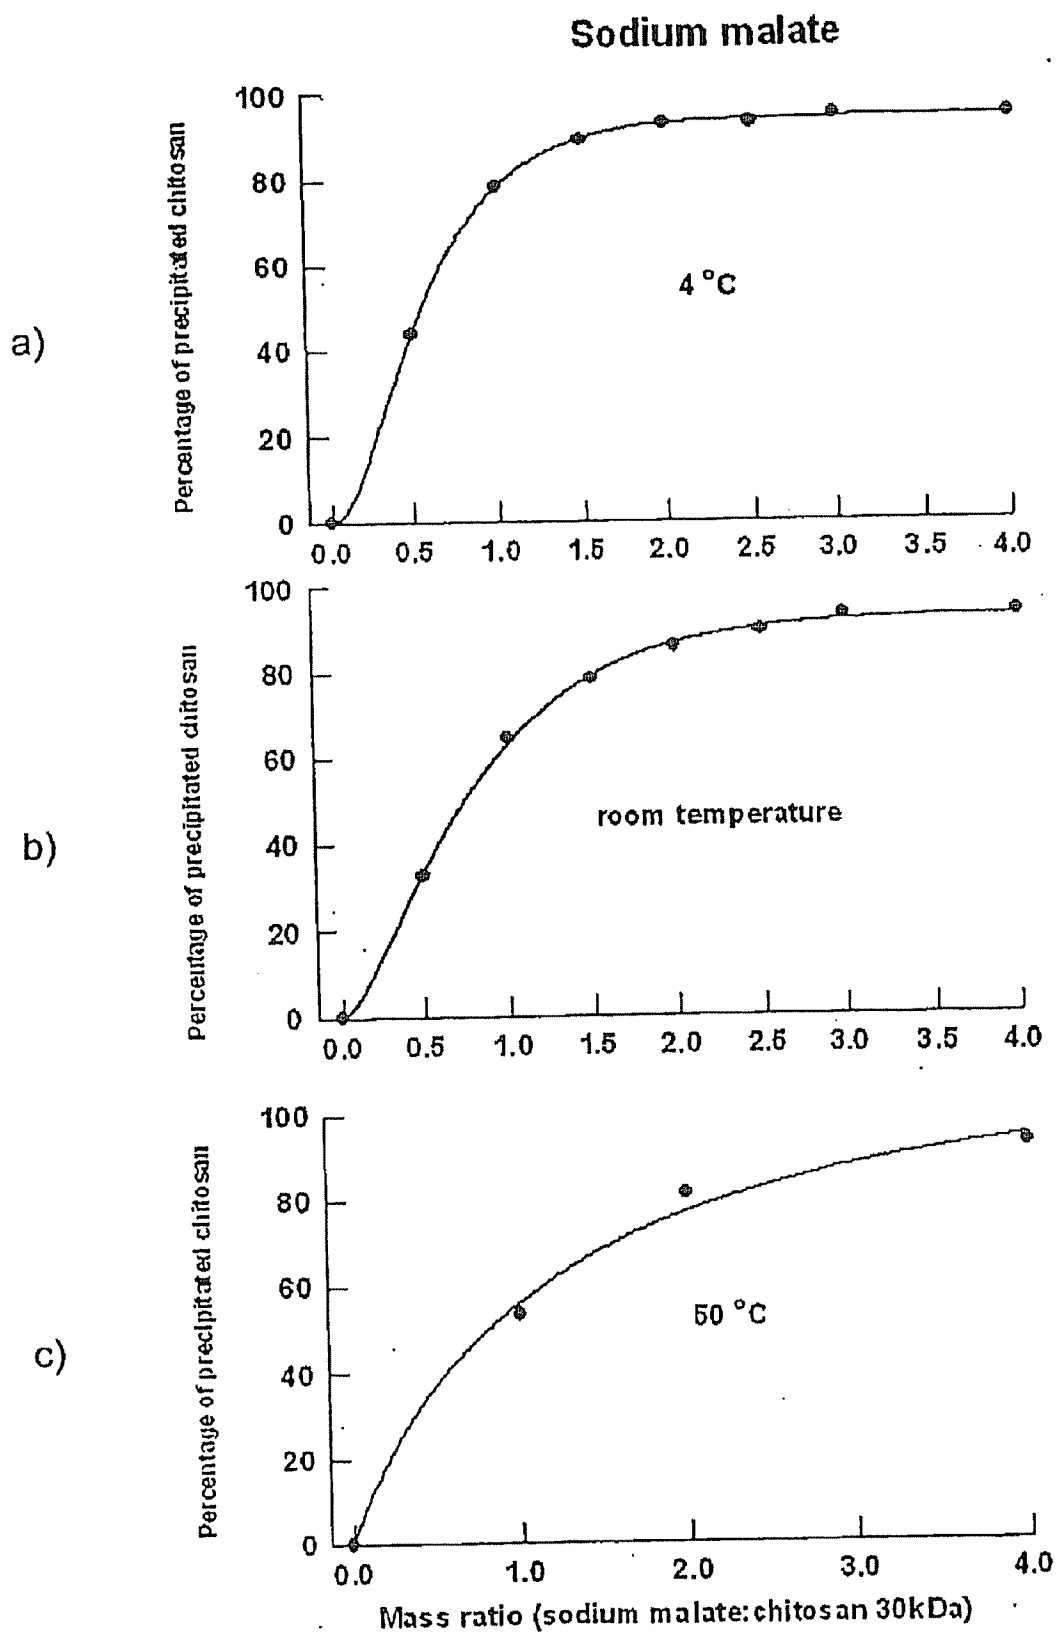 Sodium malate
a)
Percentage of precipitated chitosan
100
80
60
40
20
0
4 °C
0.0 0.5 1.0 1.5 2.0 2.5 3.0 3.5 4.0
b)
Percentage of precipitated chitosan
100
80
60
40
20
0
room temperature
0.0 0.5 1.0 1.5 2.0 2.5 3.0 3.5 4.0
c)
Percentage of precipitated chitosan
100
80
60
40
20
0
50 °C
0.0 1.0 2.0 3.0 4.0
Mass ratio (sodium malate:chitosan 30kDa)